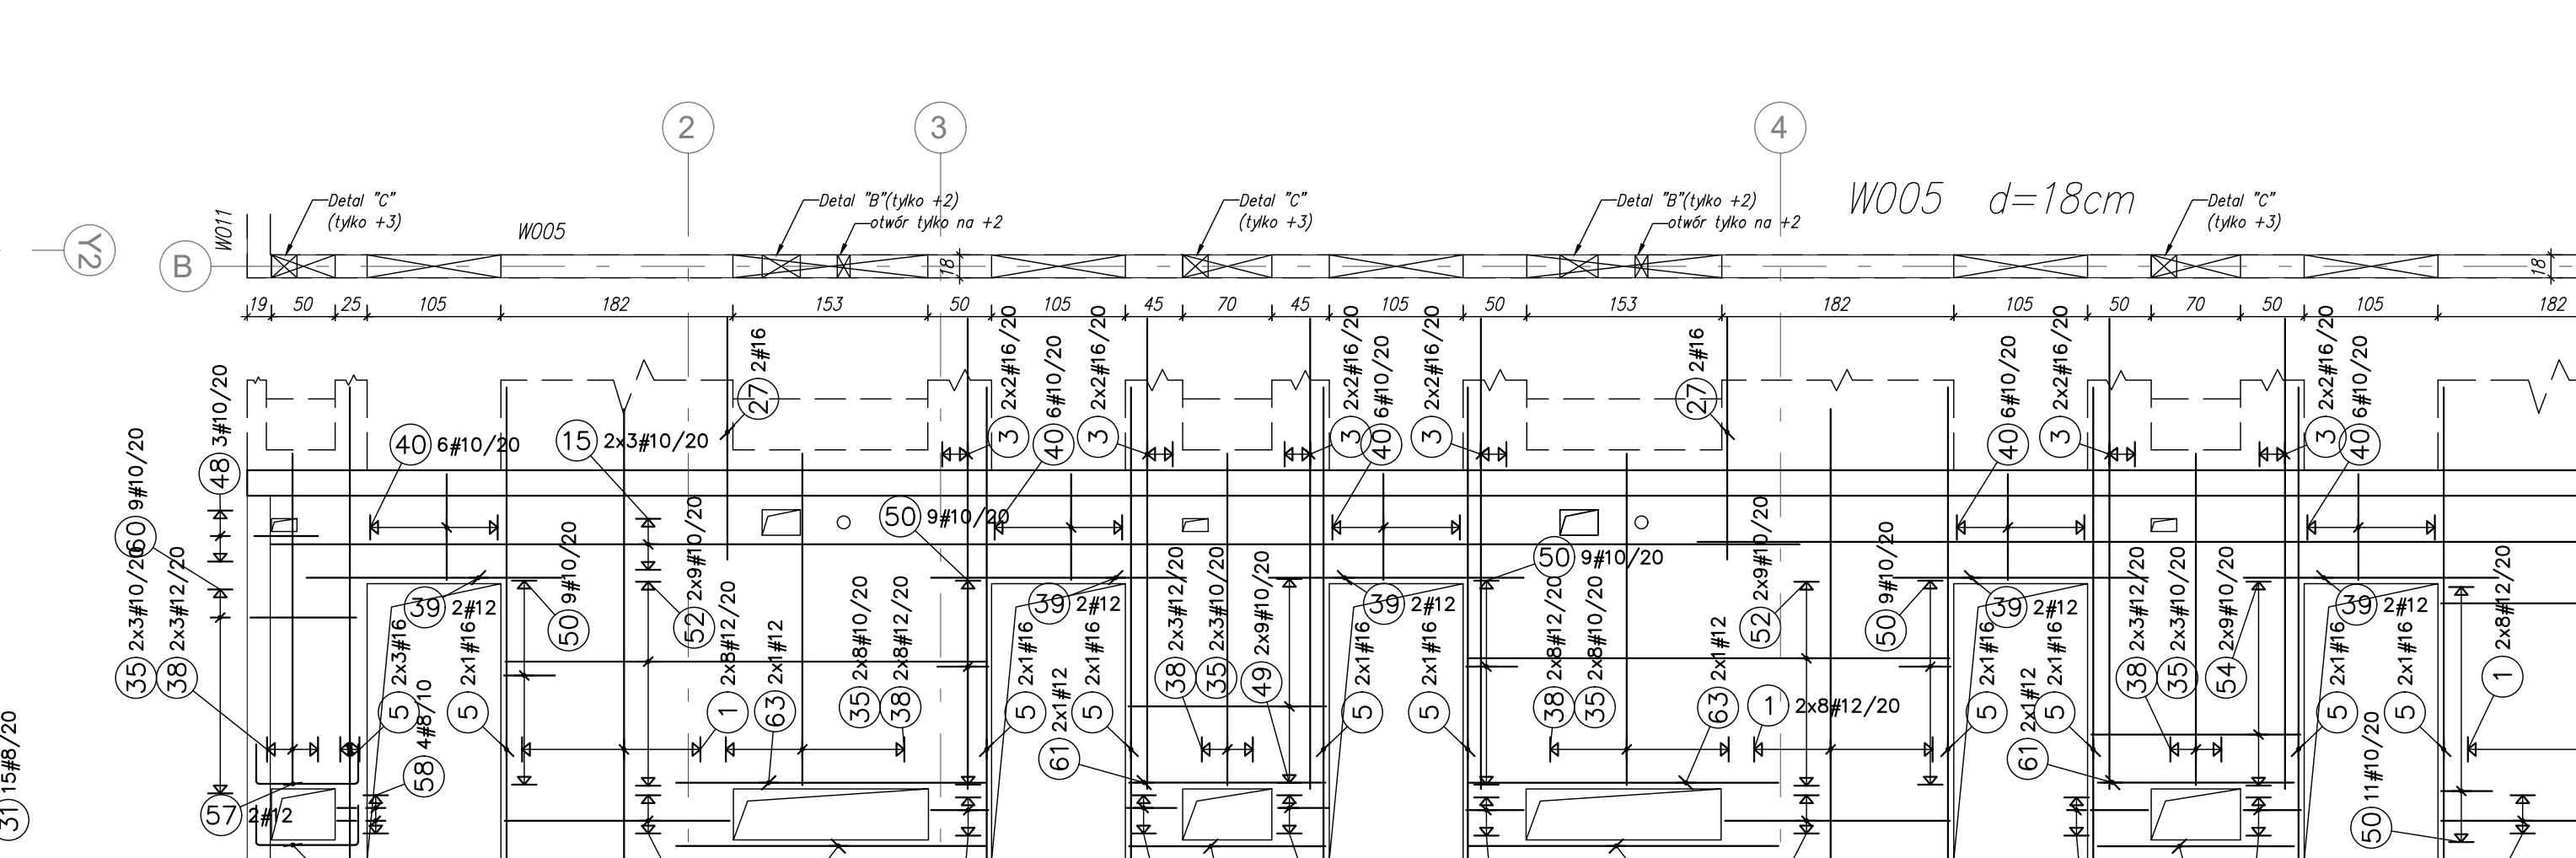 2
3
4
Detal "C"
(tylko +3)
Detal "B"(tylko +2)
otwór tylko na +2
Detal "C"
(tylko +3)
Detal "B"(tylko +2)
otwór tylko na +2
W005 d=18cm
Detal "C"
(tylko +3)
W011
W005
Y2
B
18
18
19 50 25 105 182 153 50 105 45 70 45 105 50 153 182 105 50 70 50 105 182
48 3#10/20
60 9#10/20
40 6#10/20
15 2x3#10/20
27 2#16
3 2x2#16/20
40 6#10/20
3 2x2#16/20
3 2x2#16/20
40 6#10/20
3 2x2#16/20
27 2#16
40 6#10/20
3 2x2#16/20
3 2x2#16/20
40 6#10/20
50 9#10/20
50 9#10/20
35 2x3#10/20
38 2x3#12/20
39 2#12
50 9#10/20
52 2x9#10/20
39 2#12
39 2#12
52 2x9#10/20
50 9#10/20
39 2#12
39 2#12
5 2x3#16
5 2x1#16
1 2x8#12/20
63 2x1#12
35 2x8#10/20
38 2x8#12/20
5 2x1#16
61 2x1#12
5 2x1#16
38 2x3#12/20
35 2x3#10/20
49 2x9#10/20
5 2x1#16
5 2x1#16
38 2x8#12/20
35 2x8#10/20
63 2x1#12
1 2x8#12/20
5 2x1#16
61 2x1#12
5 2x1#16
38 2x3#12/20
35 2x3#10/20
54 2x9#10/20
5 2x1#16
5 2x1#16
1 2x8#12/20
58 4#8/10
57 2#12
31 15#8/20
50 11#10/20